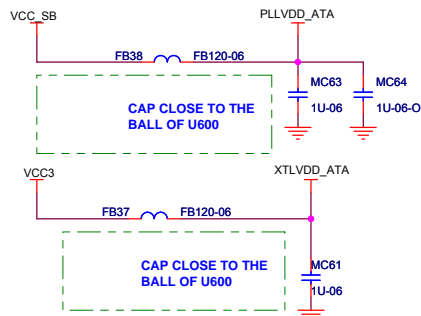 VCC_SB PLLVDD_ATA
FB38 FB120-06
MC63 MC64
CAP CLOSE TO THE 1U-06 1U-06-O
BALL OF U600
VCC3 XTLVDD_ATA
FB37 FB120-06
CAP CLOSE TO THE MC61
BALL OF U600
1U-06